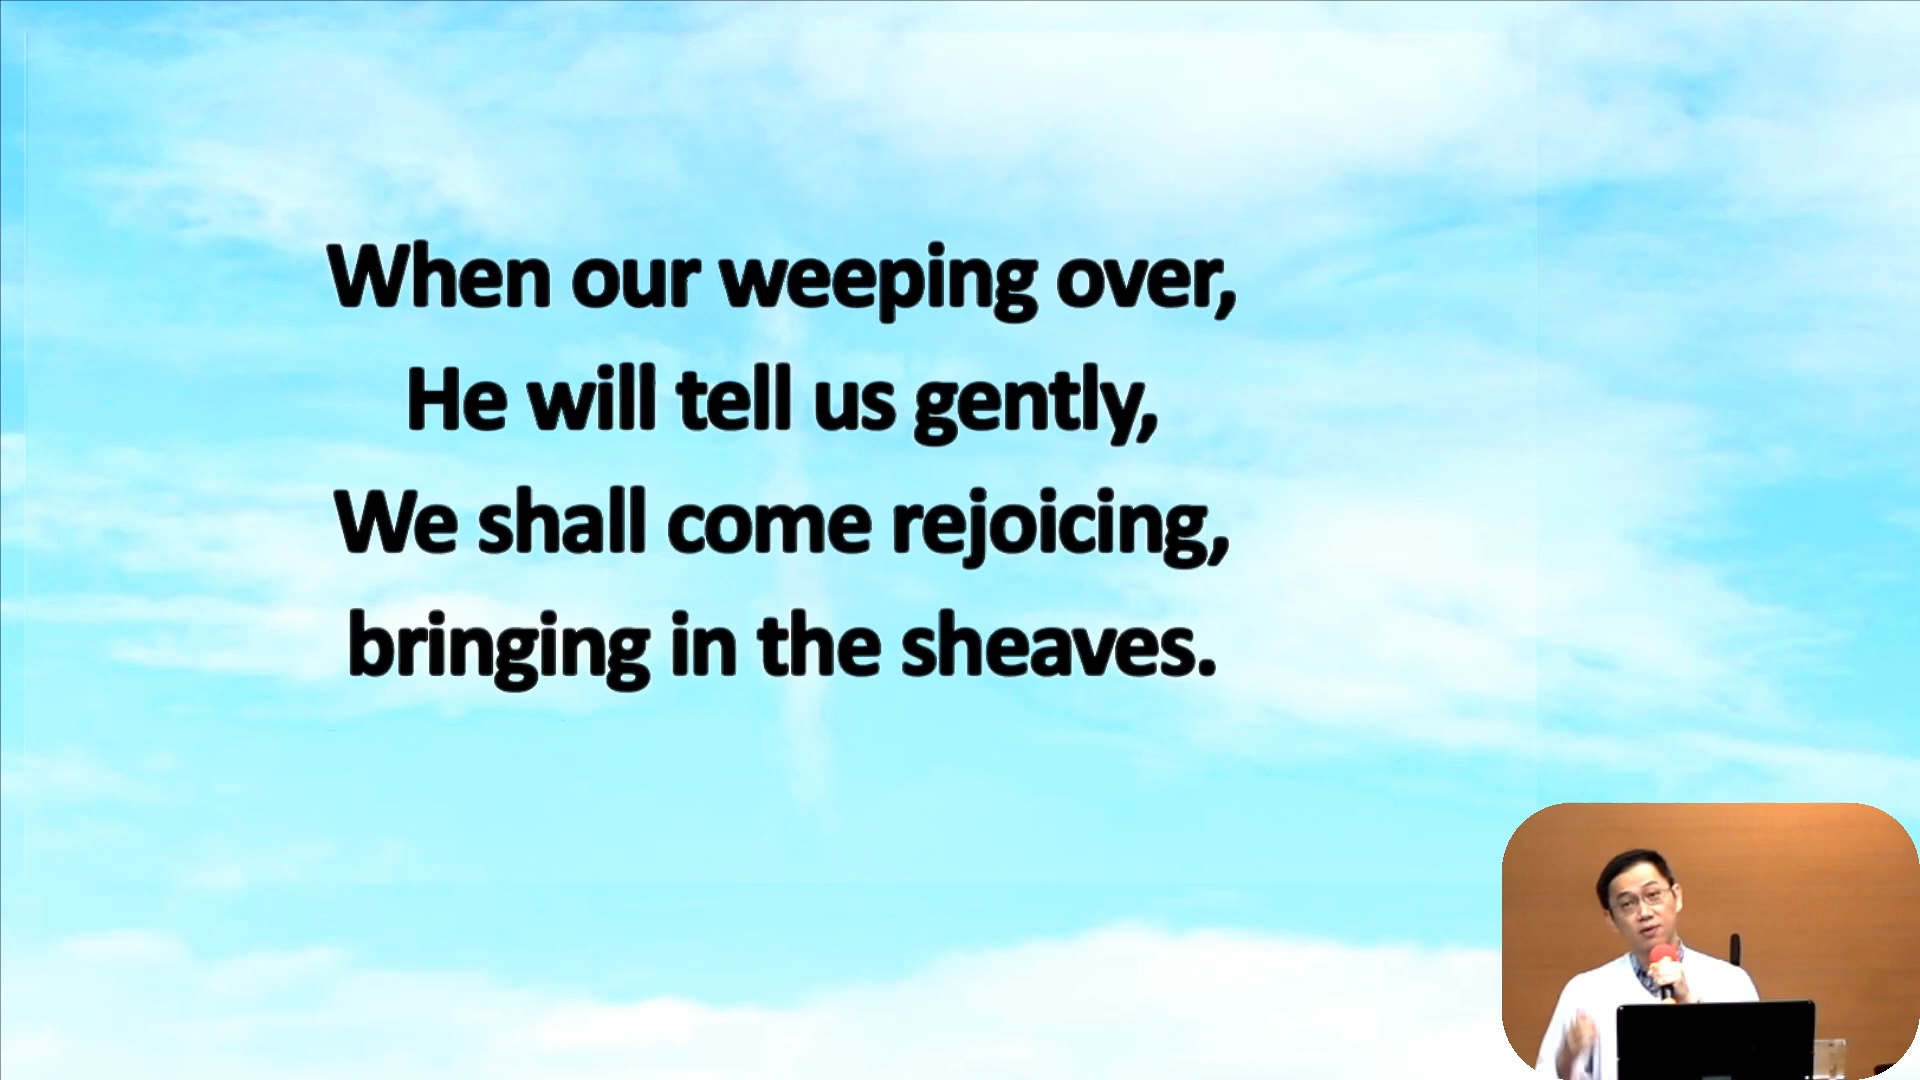 When our weeping over,
He will tell us gently,
We shall come rejoicing,
bringing in the sheaves.